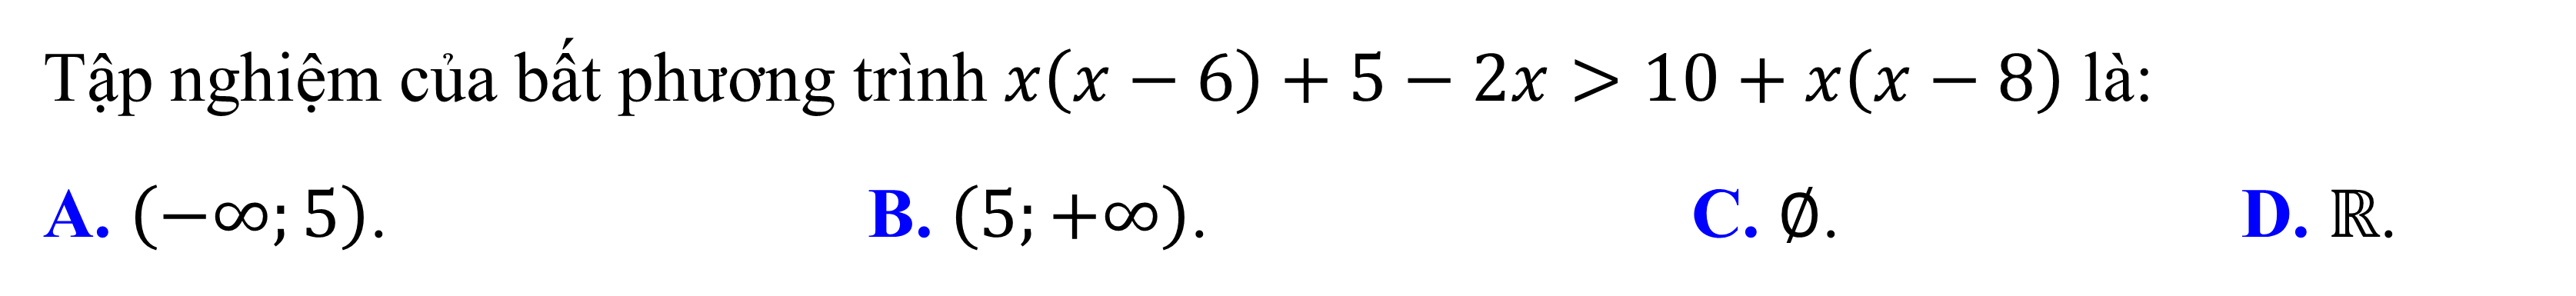 Tập nghiệm của bất phương trình x(x − 6) + 5 − 2x > 10 + x(x − 8) là:
A. (−∞; 5). B. (5; +∞). C. ∅. D. ℝ.